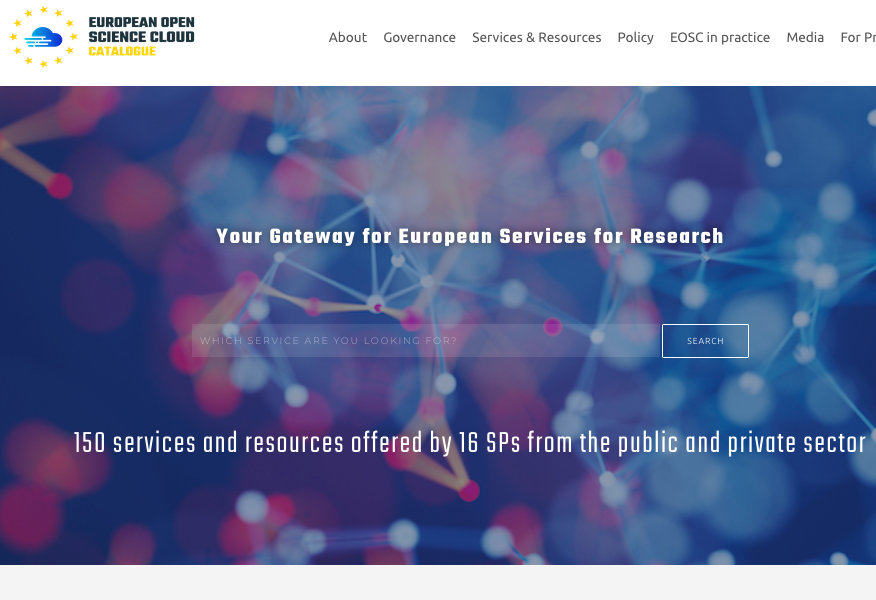 EUROPEAN OPEN
SCIENCE CLOUD
CATALOGUE
About Governance Services & Resources Policy EOSC in practice Media For Pr
Your Gateway for European Services for Research
WHICH SERVICE ARE YOU LOOKING FOR?
SEARCH
150 services and resources offered by 16 SPs from the public and private sector